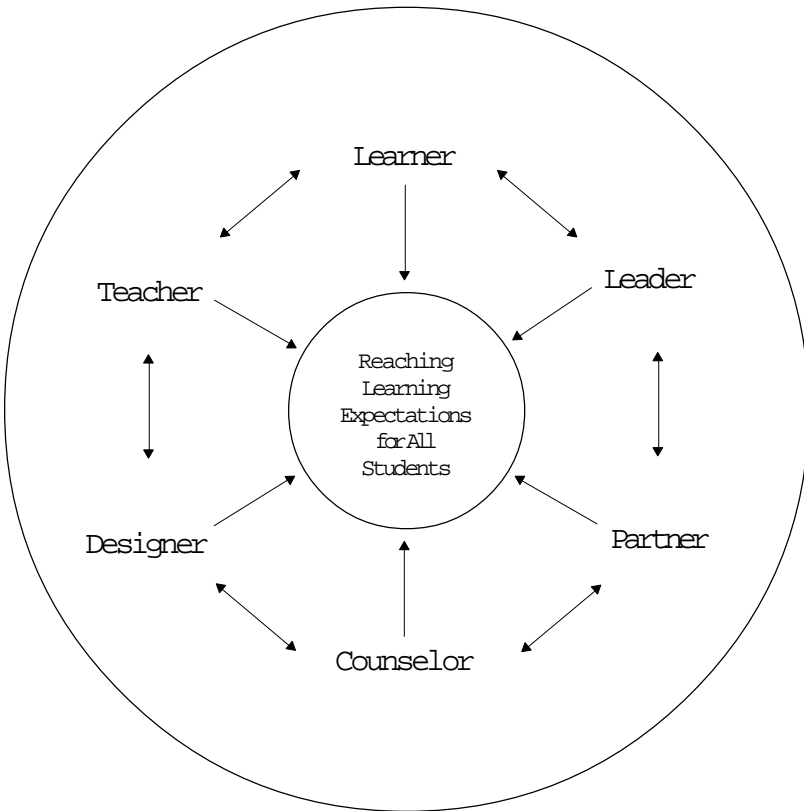 Learner
Teacher
Leader
Reaching
Learning
Expectations
for All
Students
Designer
Partner
Counselor